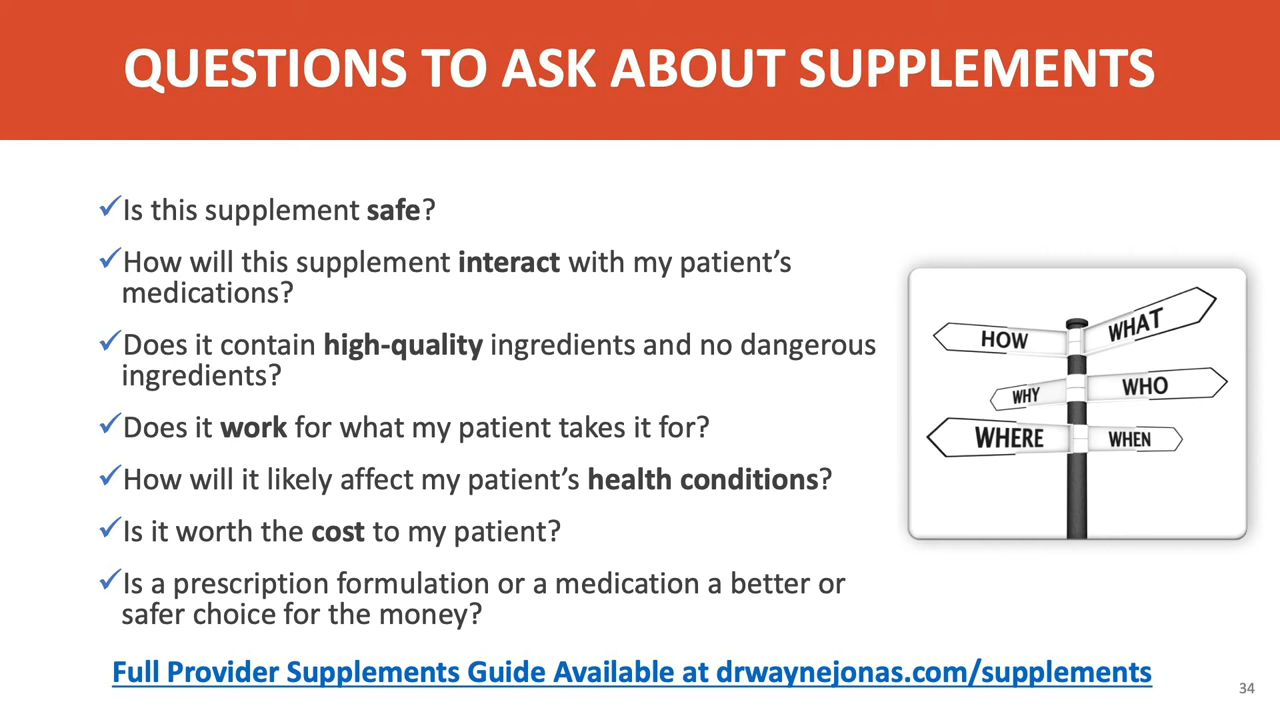 QUESTIONS TO ASK ABOUT SUPPLEMENTS
✓Is this supplement safe?
✓How will this supplement interact with my patient’s
medications?
✓Does it contain high-quality ingredients and no dangerous
ingredients?
✓Does it work for what my patient takes it for?
✓How will it likely affect my patient’s health conditions?
✓Is it worth the cost to my patient?
✓Is a prescription formulation or a medication a better or
safer choice for the money?
HOW
WHAT
WHY
WHO
WHERE
WHEN
Full Provider Supplements Guide Available at drwaynejonas.com/supplements
34